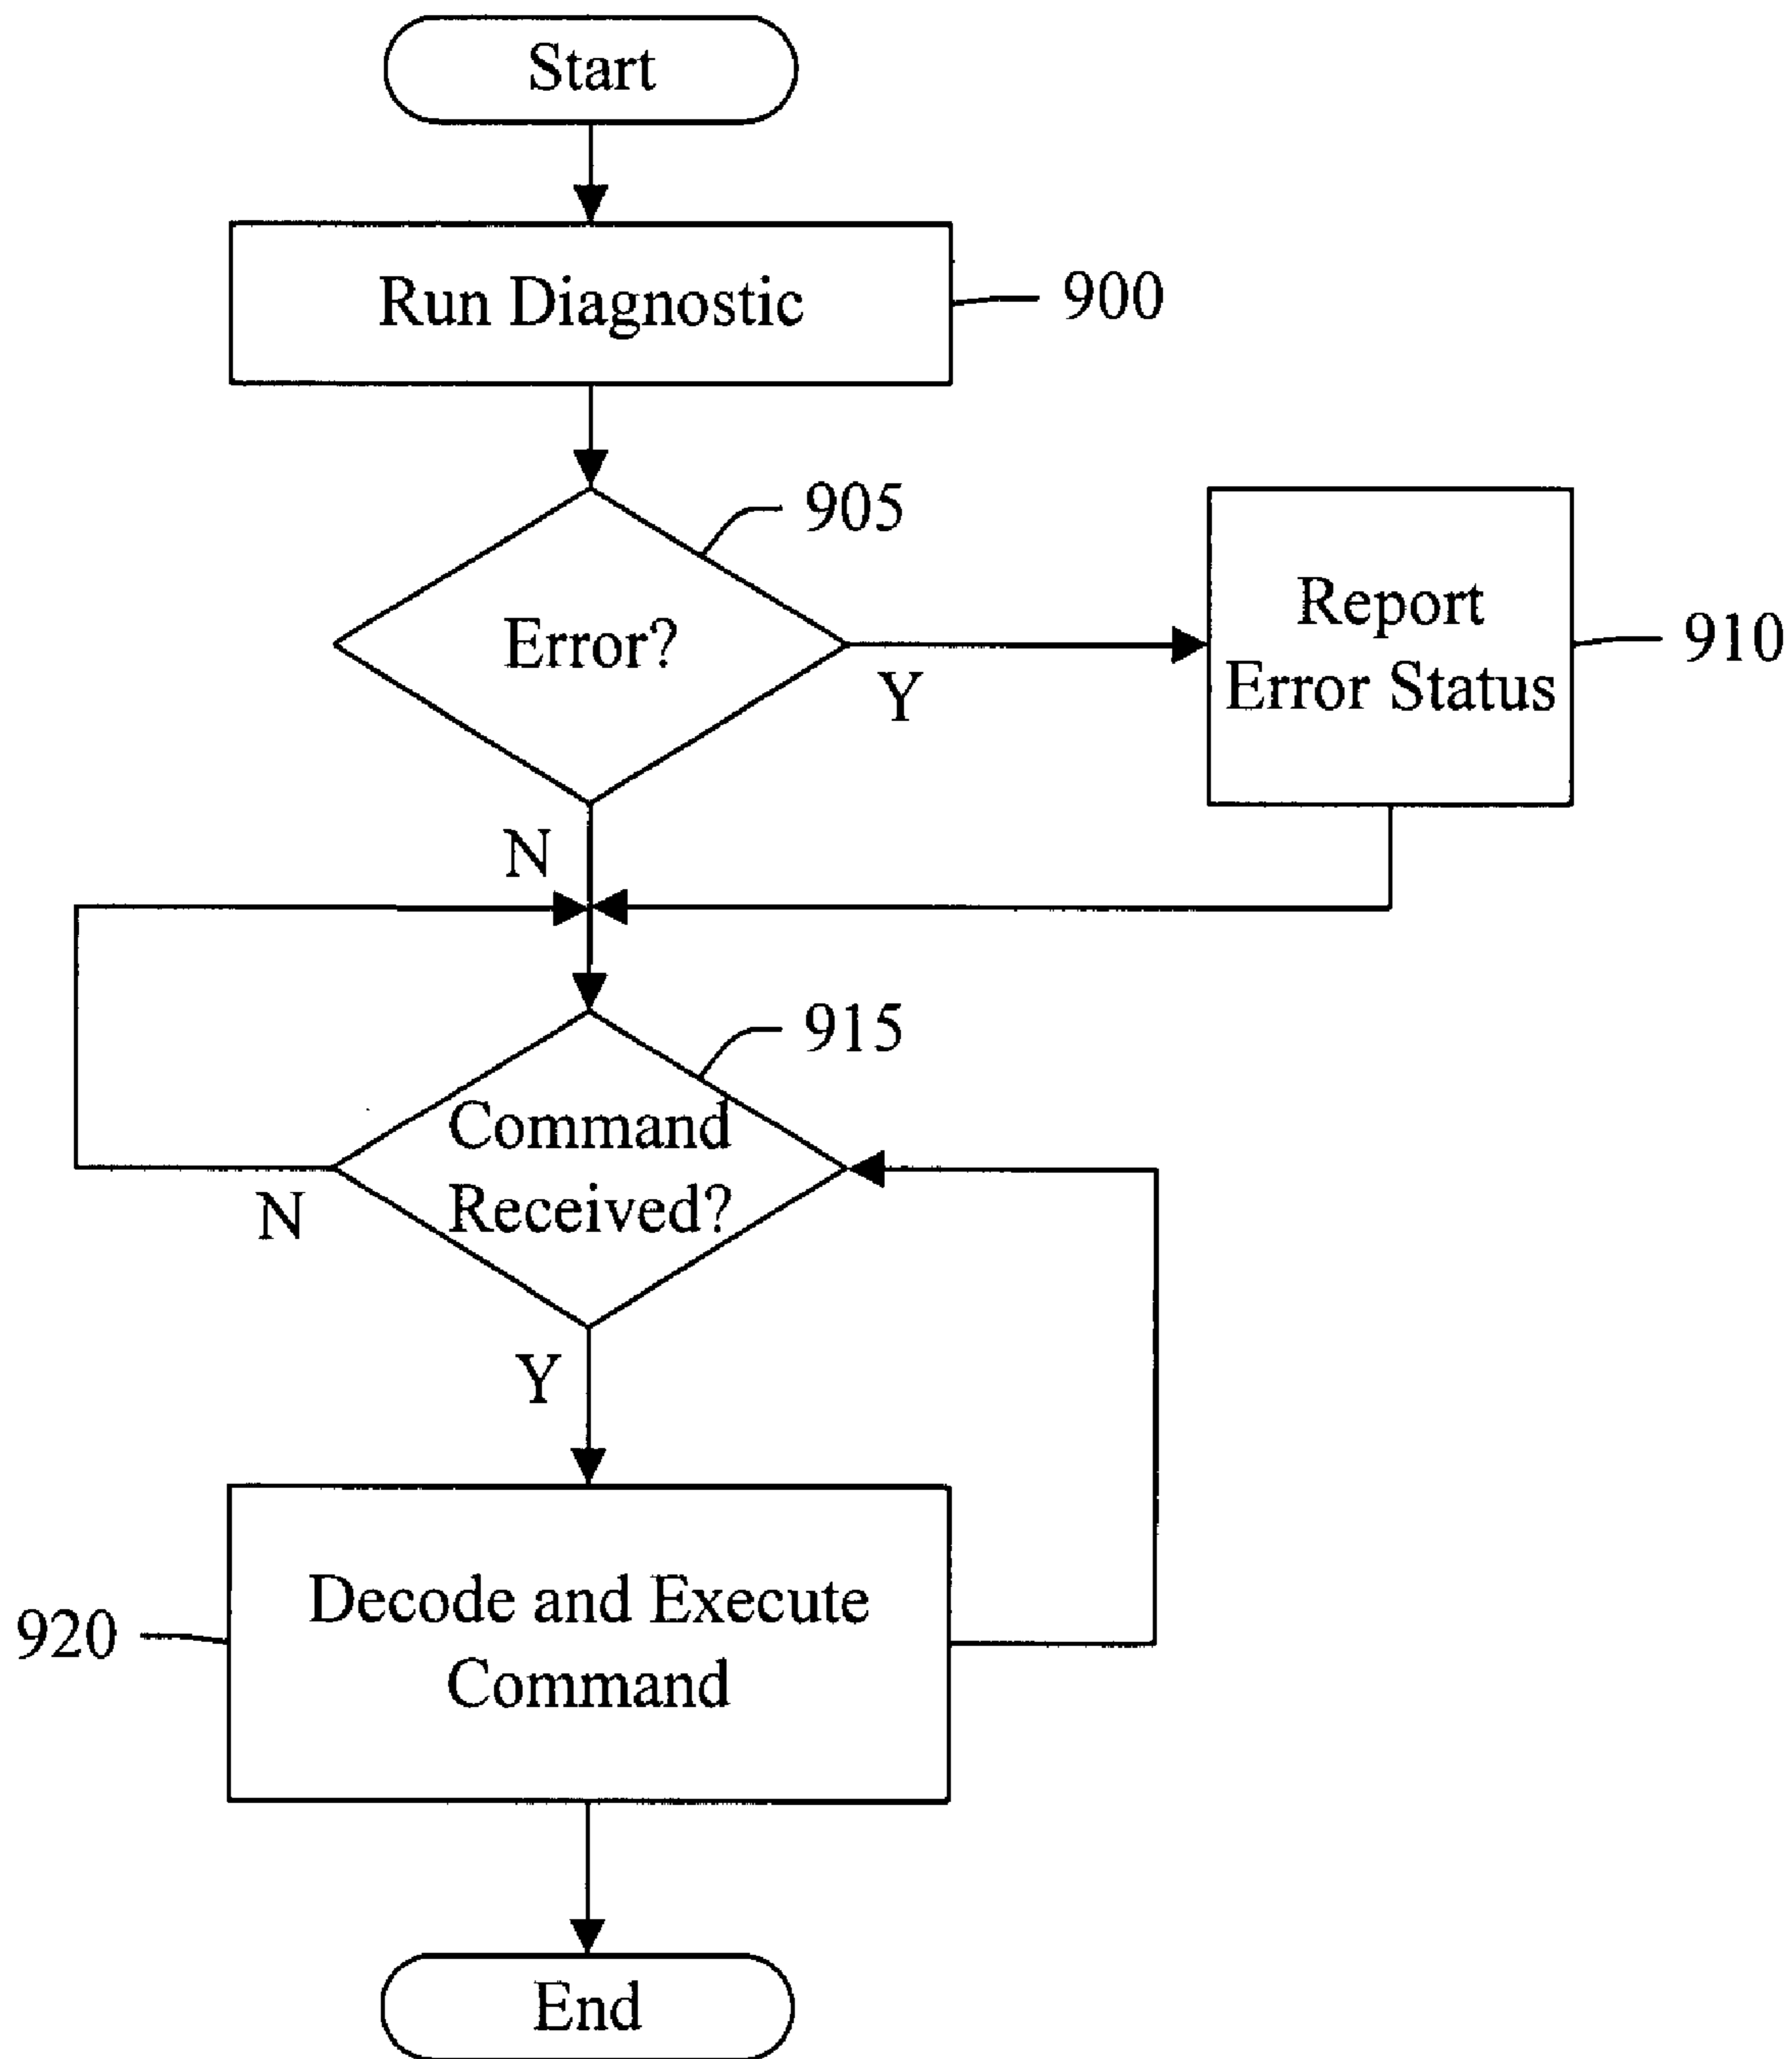 Start
Run Diagnostic
900
905
Error?
Y
Report
Error Status
910
N
915
Command
Received?
N
Y
Decode and Execute
Command
920
End